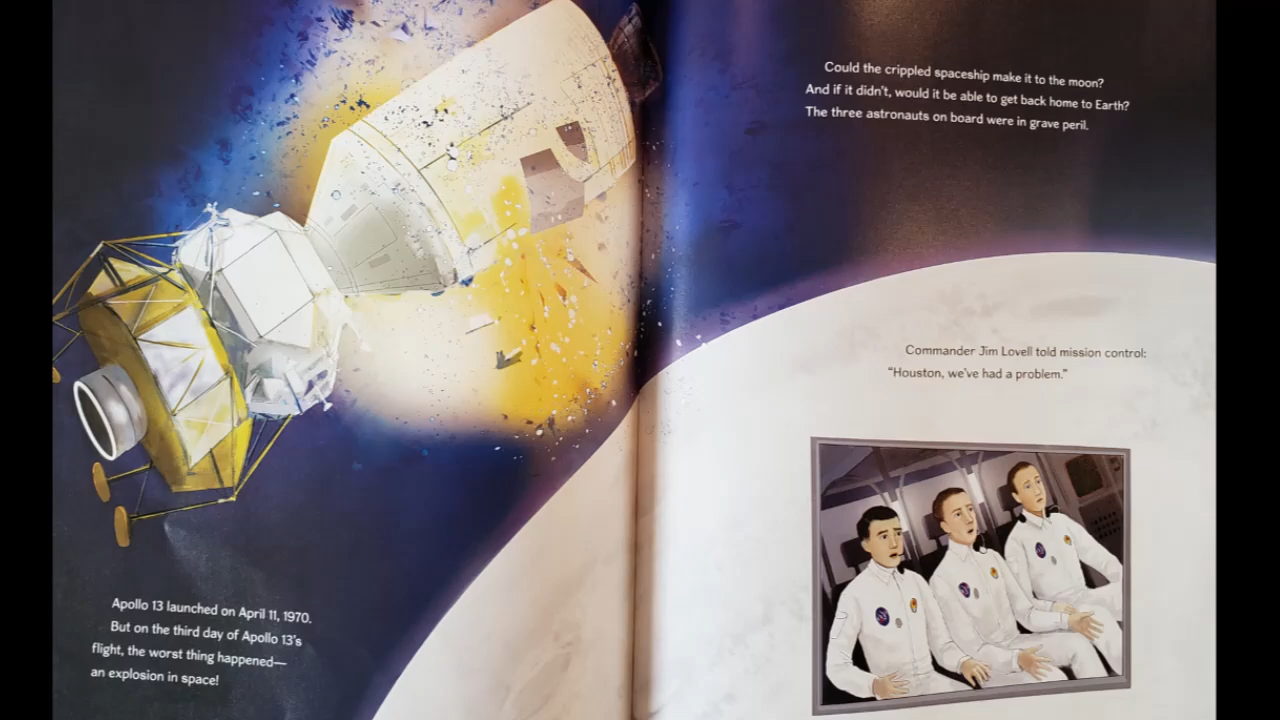 Apollo 13 launched on April 11, 1970.
But on the third day of Apollo 13's
flight, the worst thing happened—
an explosion in space!
Could the crippled spaceship make it to the moon?
And if it didn't, would it be able to get back home to Earth?
The three astronauts on board were in grave peril.
Commander Jim Lovell told mission control:
"Houston, we've had a problem."